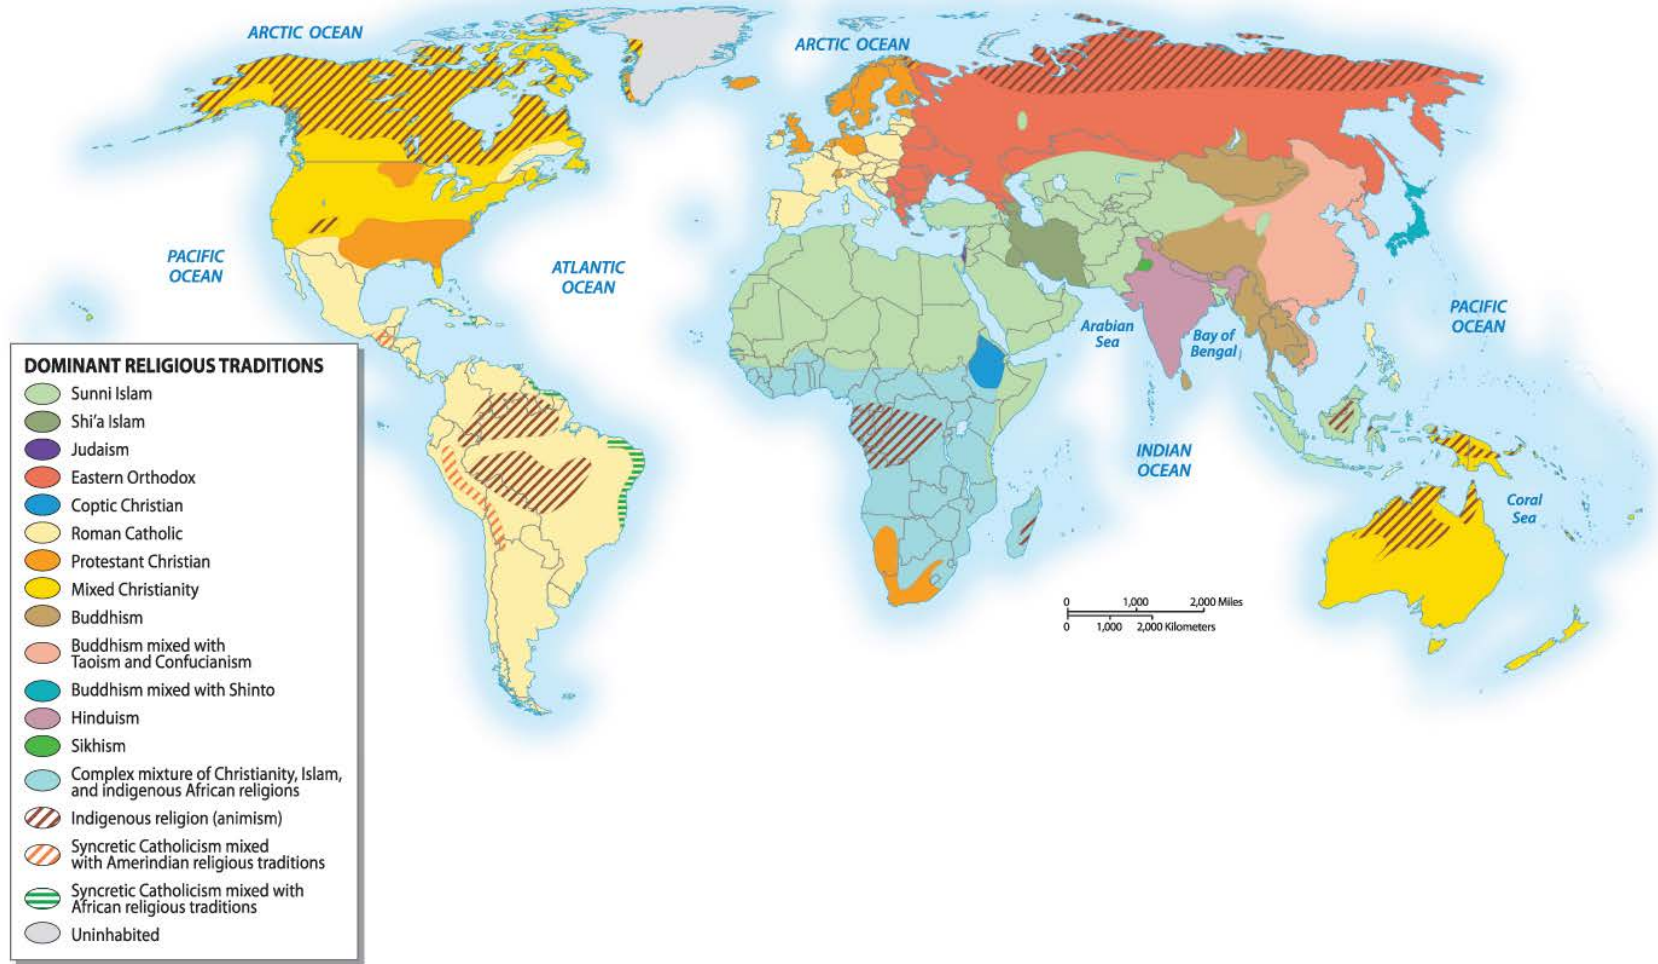 ARCTIC OCEAN
ARCTIC OCEAN
PACIFIC
OCEAN
ATLANTIC
OCEAN
Arabian
Sea
Bay of
Bengal
PACIFIC
OCEAN
INDIAN
OCEAN
Coral
Sea
0 1,000 2,000 Miles
0 1,000 2,000 Kilometers
DOMINANT RELIGIOUS TRADITIONS
Sunni Islam
Shi'a Islam
Judaism
Eastern Orthodox
Coptic Christian
Roman Catholic
Protestant Christian
Mixed Christianity
Buddhism
Buddhism mixed with
Taoism and Confucianism
Buddhism mixed with Shinto
Hinduism
Sikhism
Complex mixture of Christianity, Islam,
and indigenous African religions
Indigenous religion (animism)
Syncretic Catholicism mixed
with Amerindian religious traditions
Syncretic Catholicism mixed with
African religious traditions
Uninhabited